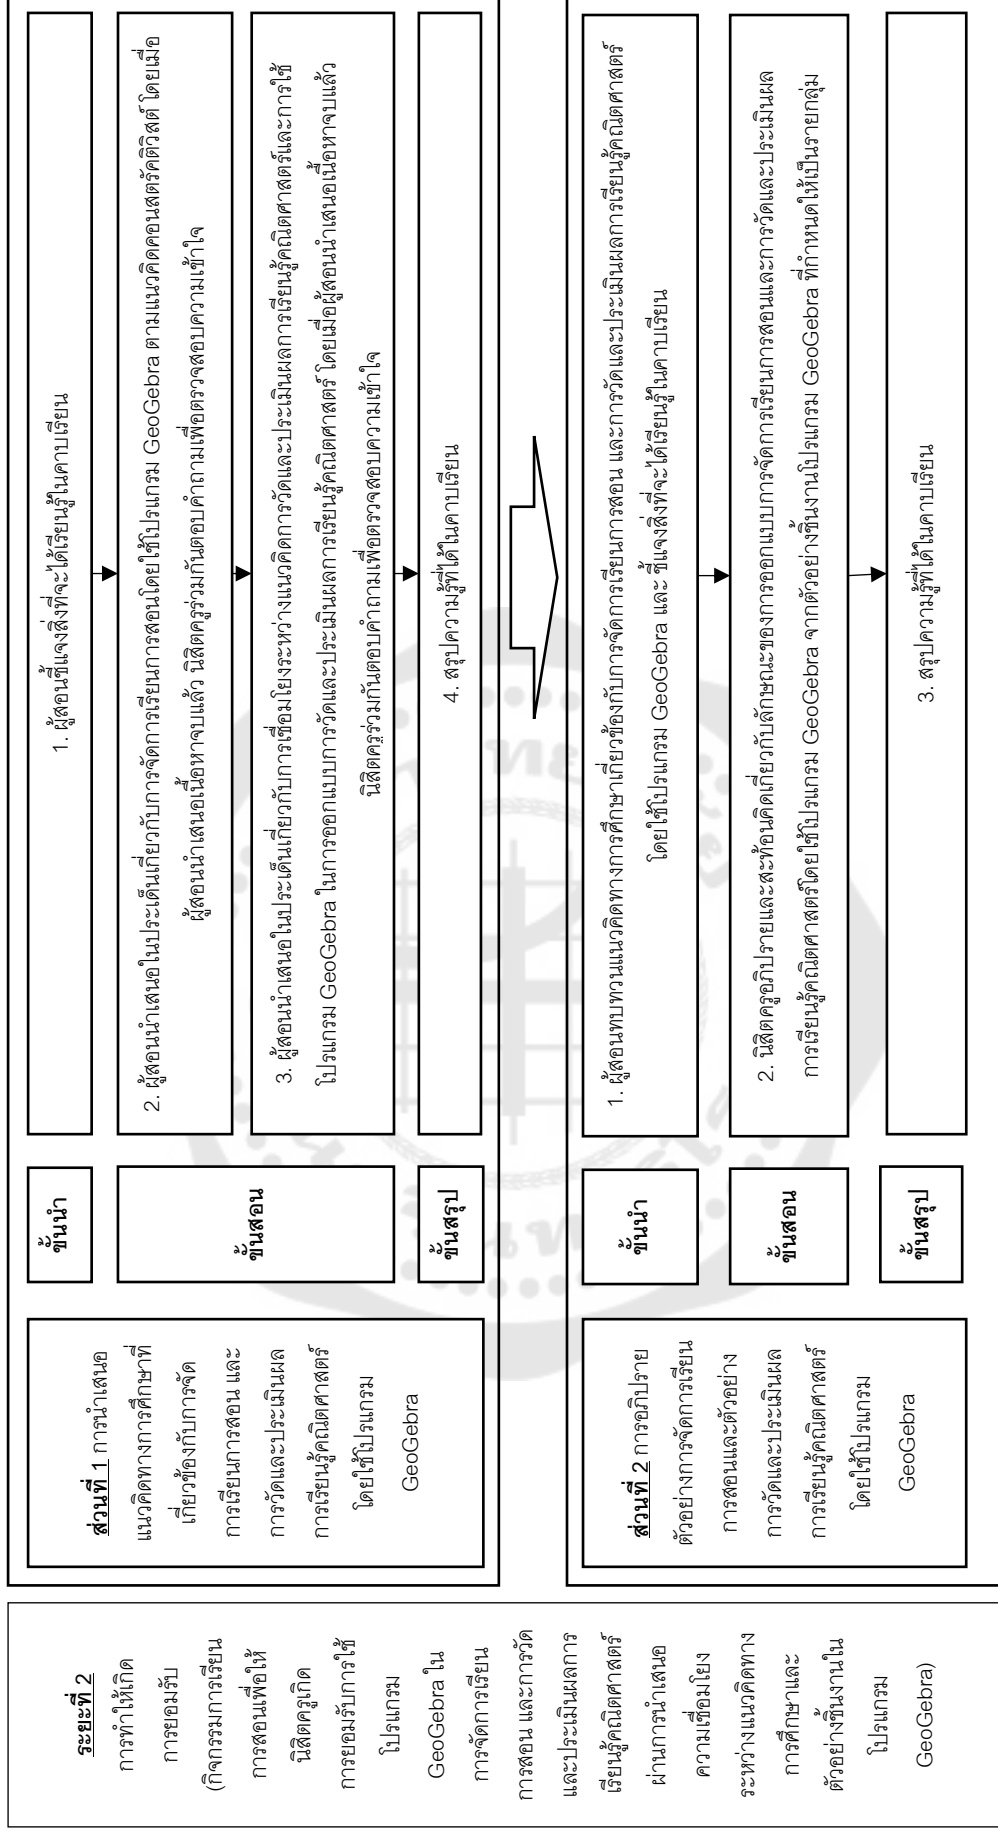 ระยะที่ 2
การทำให้เกิด
การยอมรับ
(กิจกรรมการเรียน
การสอนเพื่อให้
นิสิตครูเกิด
การยอมรับการใช้
โปรแกรม
GeoGebra ใน
การจัดการเรียน
การสอน และการวัด
และประเมินผลการ
เรียนรู้คณิตศาสตร์
ผ่านการนำเสนอ
ความเชื่อมโยง
ระหว่างแนวคิดทาง
การศึกษาและ
ตัวอย่างชิ้นงานใน
โปรแกรม
GeoGebra)
ส่วนที่ 1 การนำเสนอ
แนวคิดทางการศึกษาที่
เกี่ยวข้องกับการจัด
การเรียนการสอน และ
การวัดและประเมินผล
การเรียนรู้คณิตศาสตร์
โดยใช้โปรแกรม
GeoGebra
ขั้นนำ
1. ผู้สอนชี้แจงสิ่งที่จะได้เรียนรู้ในคาบเรียน
ขั้นสอน
2. ผู้สอนนำเสนอในประเด็นเกี่ยวกับการจัดการเรียนการสอนโดยใช้โปรแกรม GeoGebra ตามแนวคิดคอนสตรัคติวิสต์ โดยเมื่อ
ผู้สอนนำเสนอเนื้อหาจบแล้ว นิสิตครูร่วมกันตอบคำถามเพื่อตรวจสอบความเข้าใจ
3. ผู้สอนนำเสนอในประเด็นเกี่ยวกับการเชื่อมโยงระหว่างแนวคิดการวัดและประเมินผลการเรียนรู้คณิตศาสตร์และการใช้
โปรแกรม GeoGebra ในการออกแบบการวัดและประเมินผลการเรียนรู้คณิตศาสตร์ โดยเมื่อผู้สอนนำเสนอเนื้อหาจบแล้ว
นิสิตครูร่วมกันตอบคำถามเพื่อตรวจสอบความเข้าใจ
ขั้นสรุป
4. สรุปความรู้ที่ได้ในคาบเรียน
ส่วนที่ 2 การอภิปราย
ตัวอย่างการจัดการเรียน
การสอนและตัวอย่าง
การวัดและประเมินผล
การเรียนรู้คณิตศาสตร์
โดยใช้โปรแกรม
GeoGebra
ขั้นนำ
1. ผู้สอนทบทวนแนวคิดทางการศึกษาเกี่ยวข้องกับการจัดการเรียนการสอน และการวัดและประเมินผลการเรียนรู้คณิตศาสตร์
โดยใช้โปรแกรม GeoGebra และ ชี้แจงสิ่งที่จะได้เรียนรู้ในคาบเรียน
ขั้นสอน
2. นิสิตครูอภิปรายและสะท้อนคิดเกี่ยวกับลักษณะของการออกแบบการจัดการเรียนการสอนและการวัดและประเมินผล
การเรียนรู้คณิตศาสตร์โดยใช้โปรแกรม GeoGebra จากตัวอย่างชิ้นงานโปรแกรม GeoGebra ที่กำหนดให้เป็นรายกลุ่ม
ขั้นสรุป
3. สรุปความรู้ที่ได้ในคาบเรียน